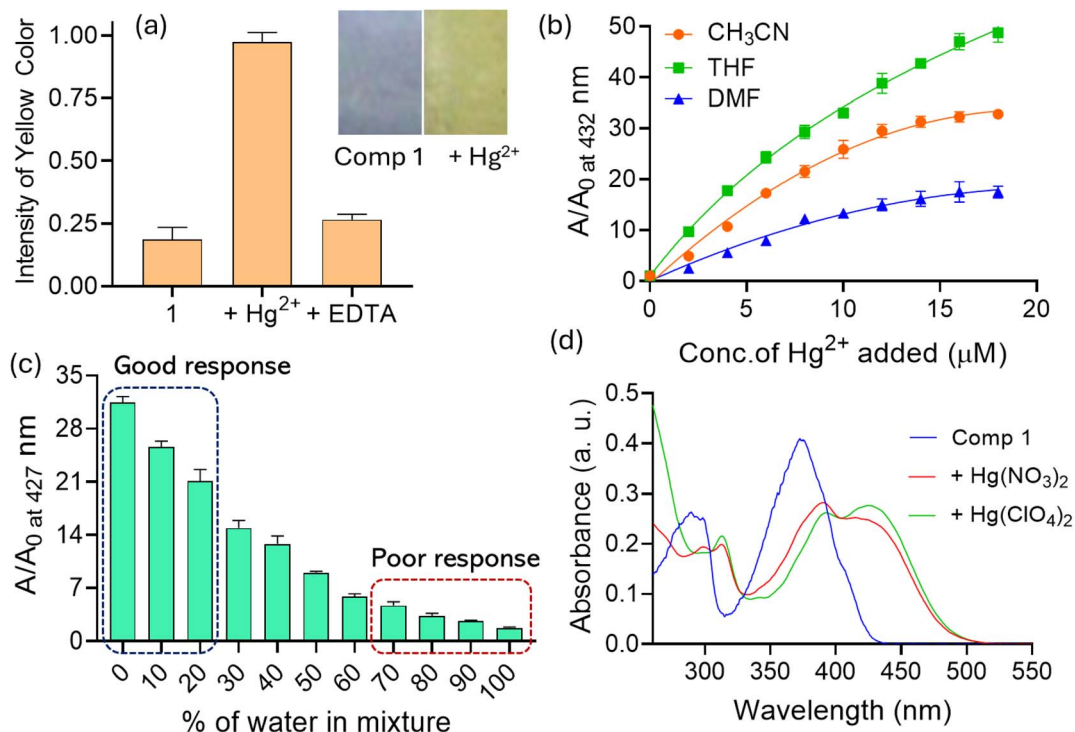 (a)
Intensity of Yellow Color
1.00
0.75
0.50
0.25
0.00
1
+ Hg²⁺
+ EDTA
Comp 1
+ Hg²⁺
(b)
A/A₀ at 432 nm
50
40
30
20
10
0
CH₃CN
THF
DMF
0
5
10
15
20
Conc.of Hg²⁺ added (μM)
(c)
A/A₀ at 427 nm
35
28
21
14
7
0
Good response
Poor response
0
10
20
30
40
50
60
70
80
90
100
% of water in mixture
(d)
Absorbance (a. u.)
0.5
0.4
0.3
0.2
0.1
0.0
Comp 1
+ Hg(NO₃)₂
+ Hg(ClO₄)₂
300
350
400
450
500
550
Wavelength (nm)